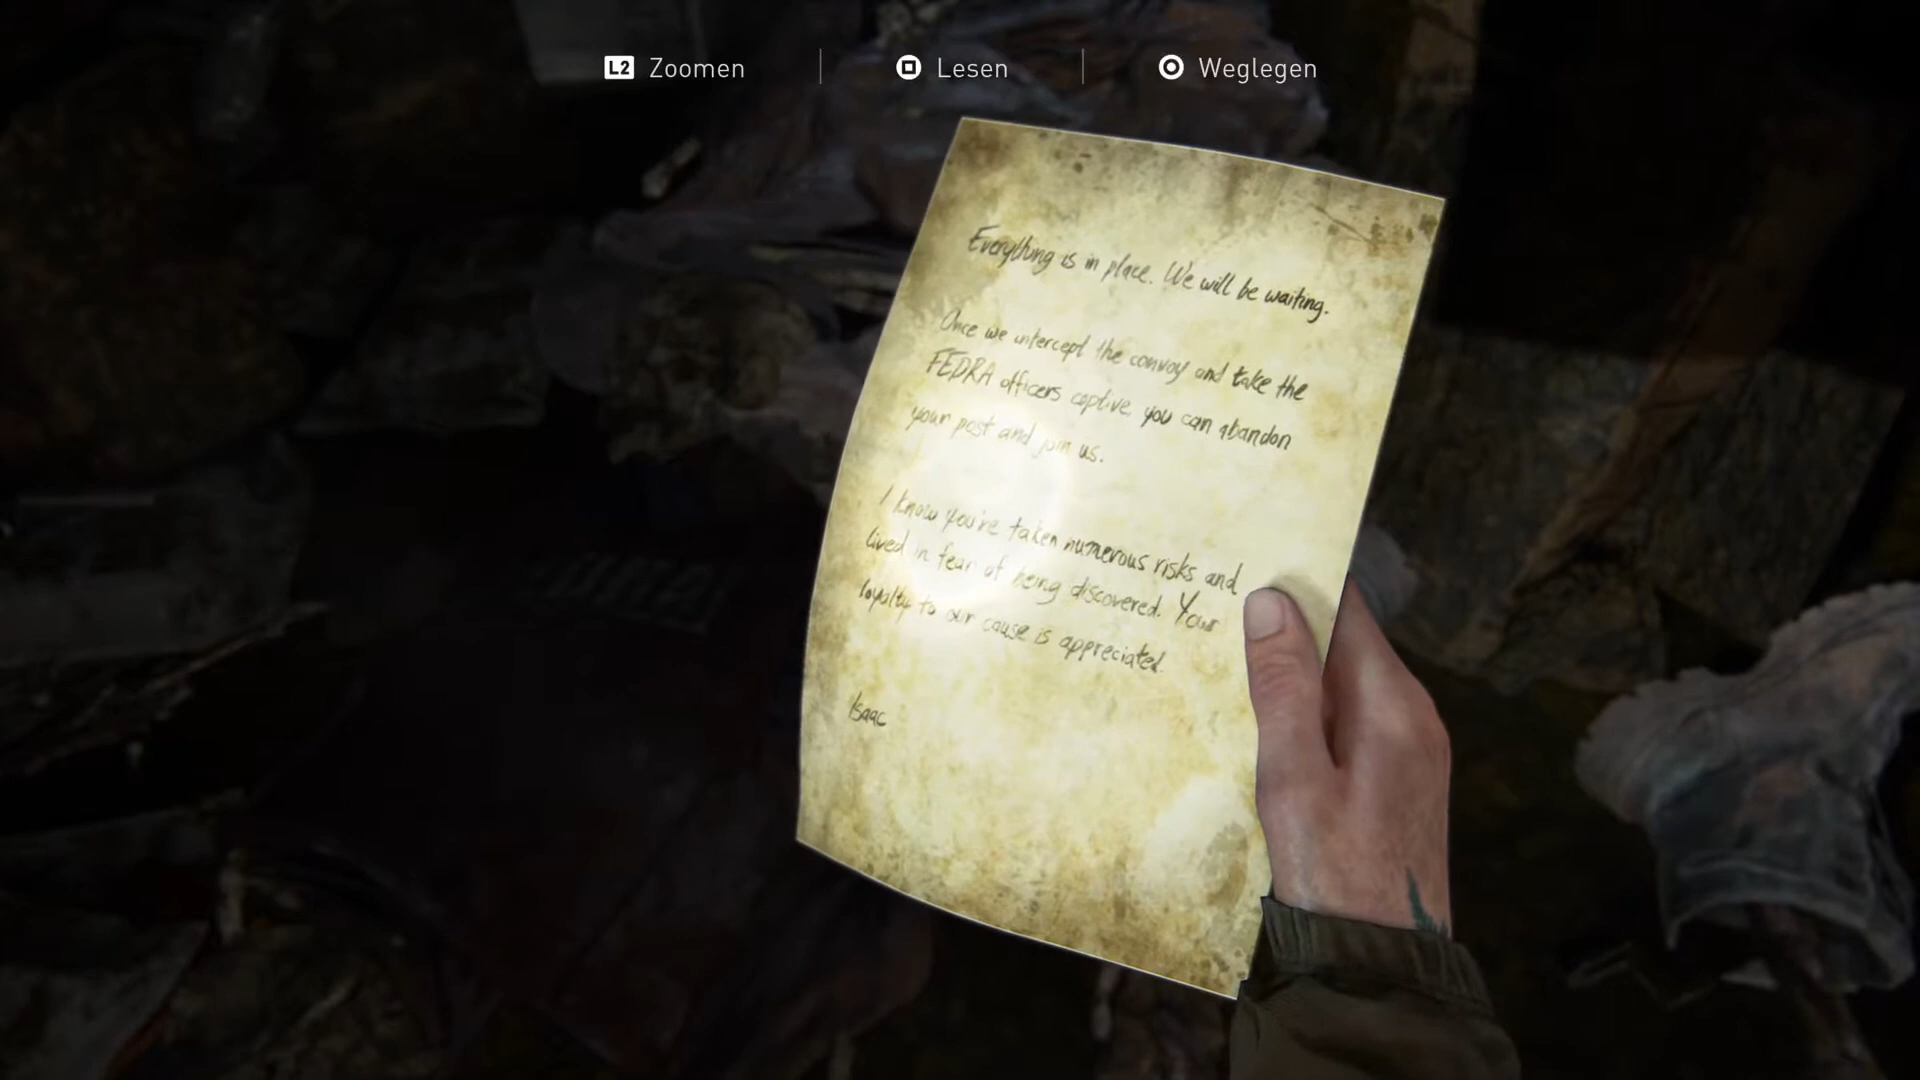 L2 Zoomen Lesen Weglegen
Everything is in place. We will be waiting.
Once we intercept the convoy and take the
FEDRA officers captive, you can abandon
your post and join us.
I know you're taken numerous risks and
lived in fear of being discovered. Your
loyalty to our cause is appreciated.
Isaac